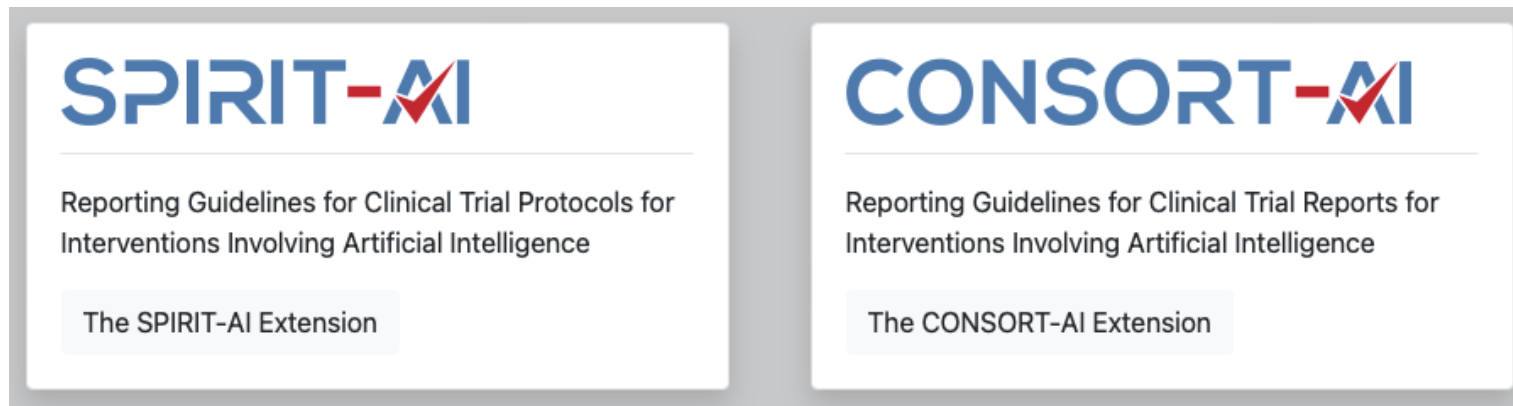 SPIRIT-AI
Reporting Guidelines for Clinical Trial Protocols for
Interventions Involving Artificial Intelligence
The SPIRIT-AI Extension
CONSORT-AI
Reporting Guidelines for Clinical Trial Reports for
Interventions Involving Artificial Intelligence
The CONSORT-AI Extension